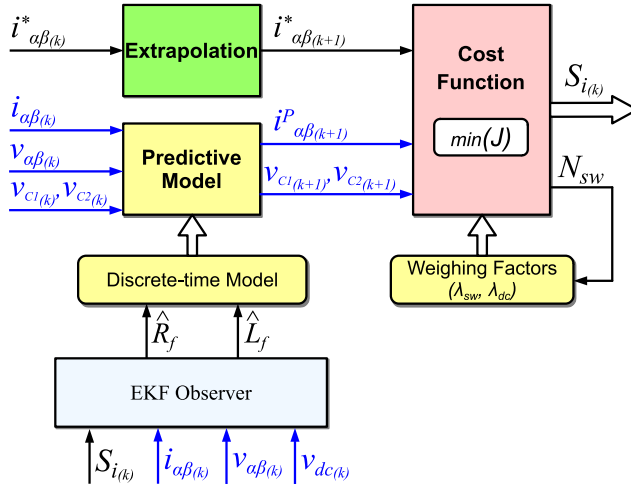 i*αβ(k)
Extrapolation
i*αβ(k+1)
Cost
Function
min(J)
Si(k)
iαβ(k)
vαβ(k)
vC1(k), vC2(k)
Predictive
Model
iPαβ(k+1)
vC1(k+1), vC2(k+1)
Nsw
Discrete-time Model
Weighing Factors
(λsw, λdc)
R̂f
L̂f
EKF Observer
Si(k)
iαβ(k)
vαβ(k)
vdc(k)